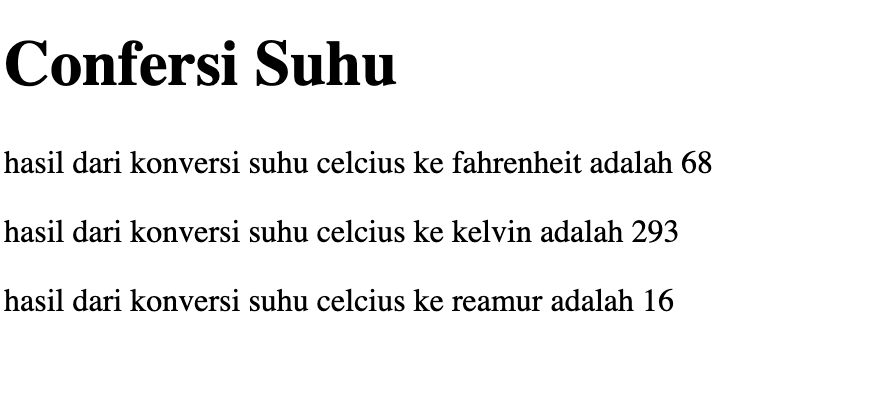 Confersi Suhu
hasil dari konversi suhu celcius ke fahrenheit adalah 68
hasil dari konversi suhu celcius ke kelvin adalah 293
hasil dari konversi suhu celcius ke reamur adalah 16